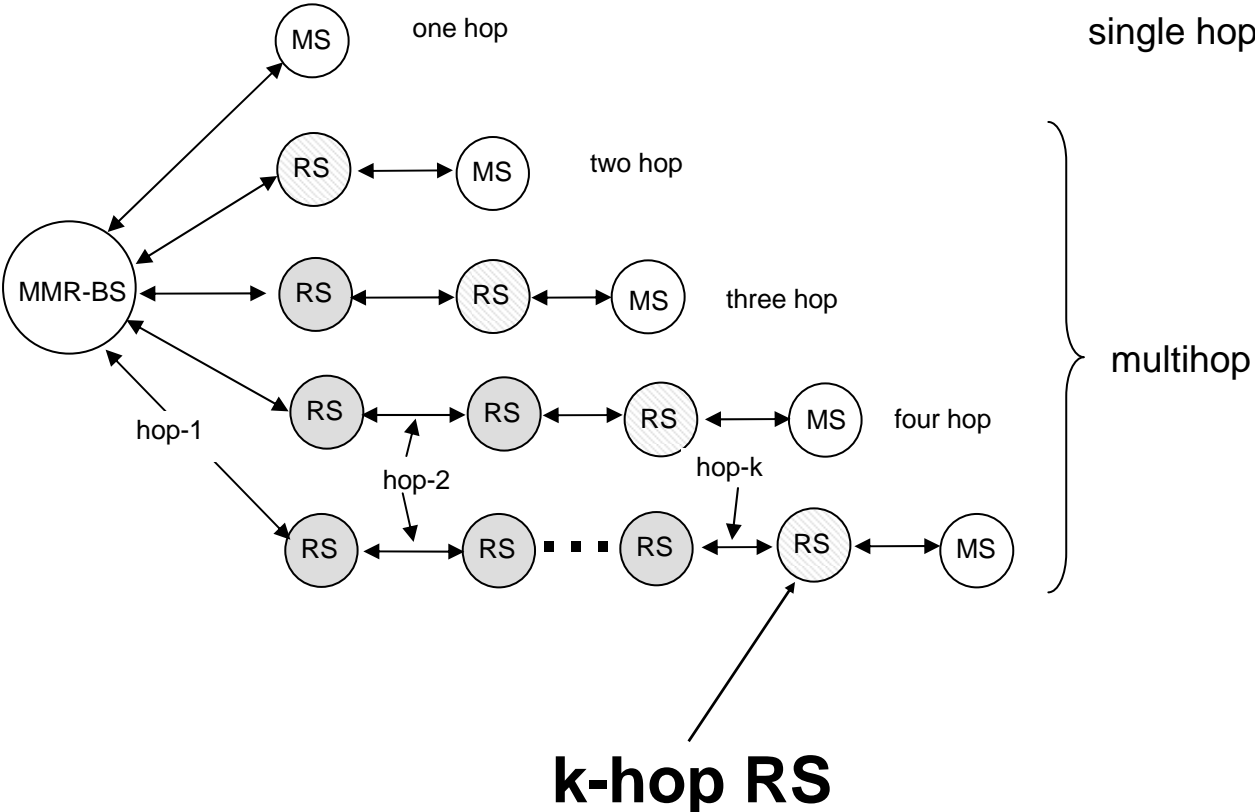 MS
one hop
single hop
RS
MS
two hop
MMR-BS
RS
RS
MS
three hop
multihop
RS
RS
RS
MS
four hop
hop-1
hop-2
hop-k
RS
RS
RS
RS
MS
k-hop RS